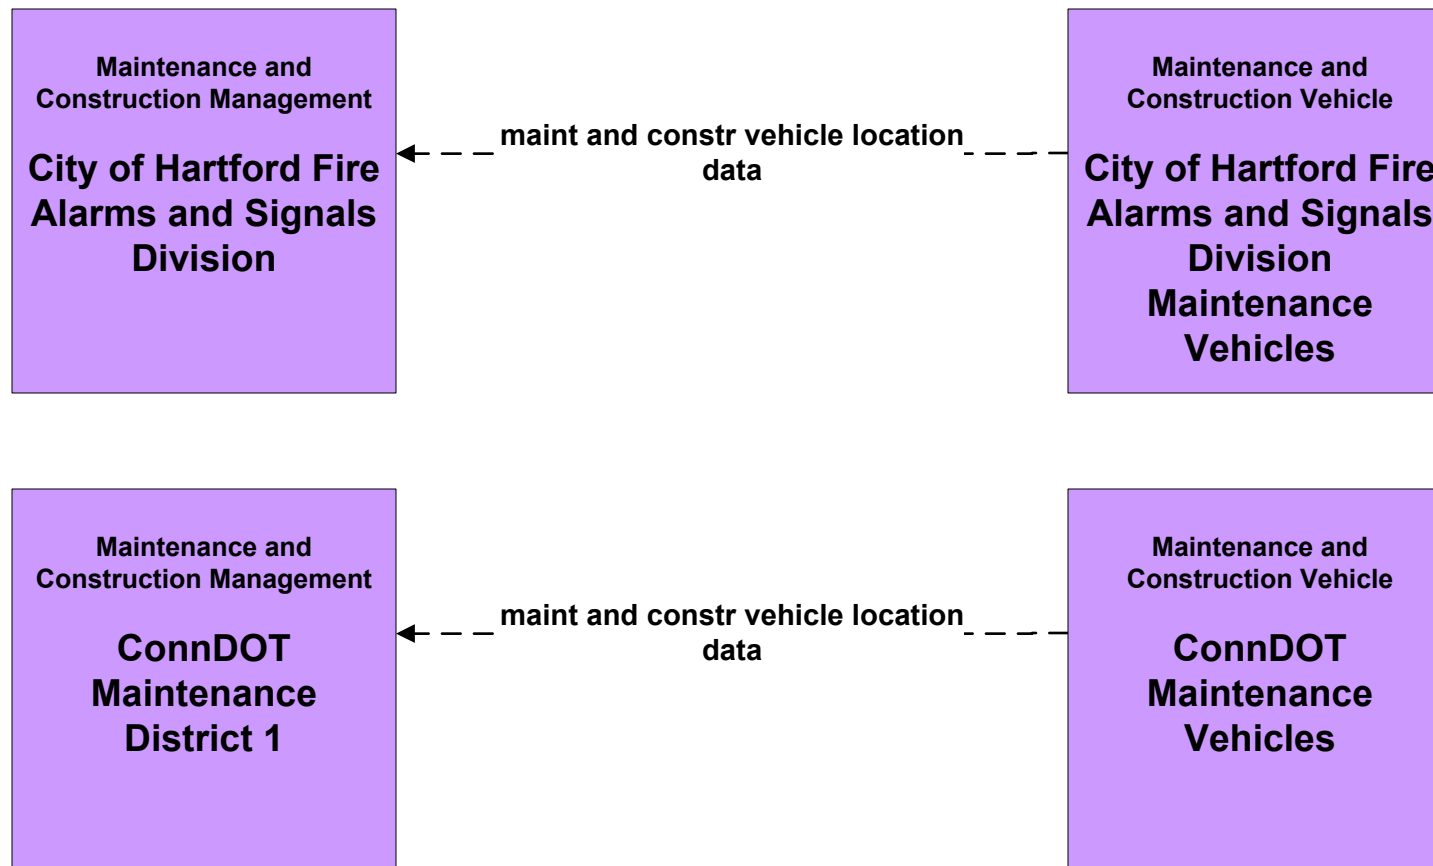 Maintenance and
Construction Management
City of Hartford Fire
Alarms and Signals
Division
maint and constr vehicle location
data
Maintenance and
Construction Vehicle
City of Hartford Fire
Alarms and Signals
Division
Maintenance
Vehicles
Maintenance and
Construction Management
ConnDOT
Maintenance
District 1
maint and constr vehicle location
data
Maintenance and
Construction Vehicle
ConnDOT
Maintenance
Vehicles